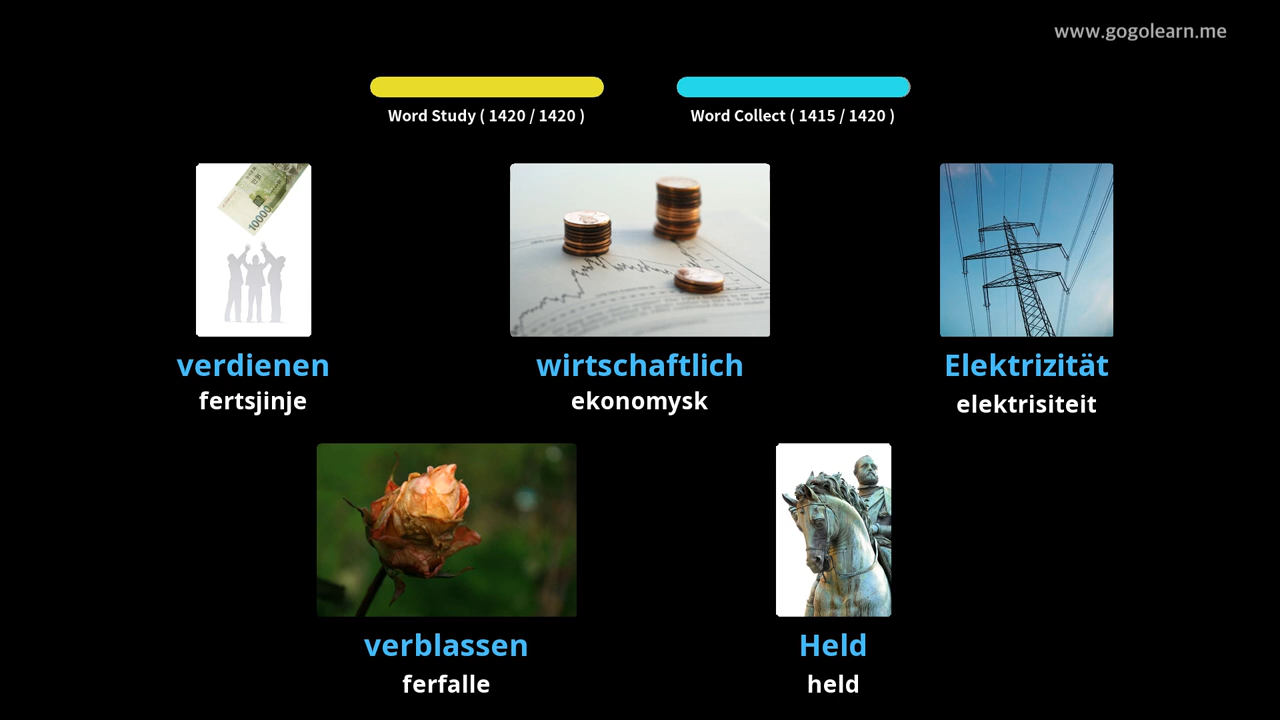 www.gogolearn.me
Word Study ( 1420 / 1420 )
Word Collect ( 1415 / 1420 )
10000
verdienen
fertsjinje
wirtschaftlich
ekonomysk
Elektrizität
elektrisiteit
verblassen
ferfalle
Held
held